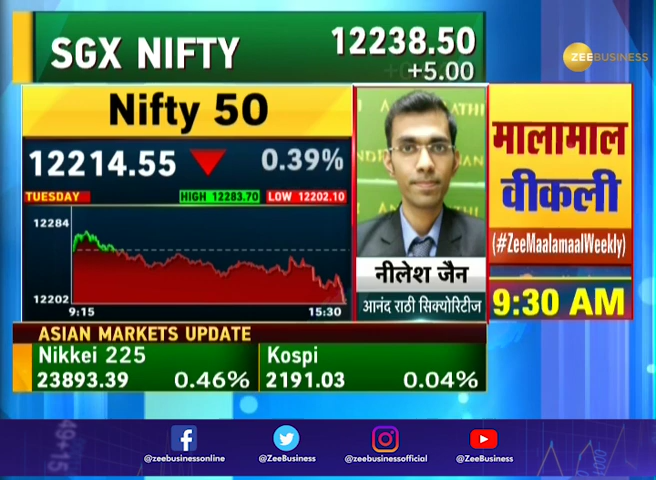 SGX NIFTY
12238.50
+5.00
ZEEBUSINESS
Nifty 50
12214.55
0.39%
TUESDAY
HIGH 12283.70
LOW 12202.10
12284
12202
9:15
15:30
नीलेश जैन
आनंद राठी सिक्योरिटीज
मालामाल
वीकली
(#ZeeMaalamaalWeekly)
9:30 AM
ASIAN MARKETS UPDATE
Nikkei 225
23893.39
0.46%
Kospi
2191.03
0.04%
@zeebusinessonline
@ZeeBusiness
@zeebusinessofficial
@ZeeBusiness